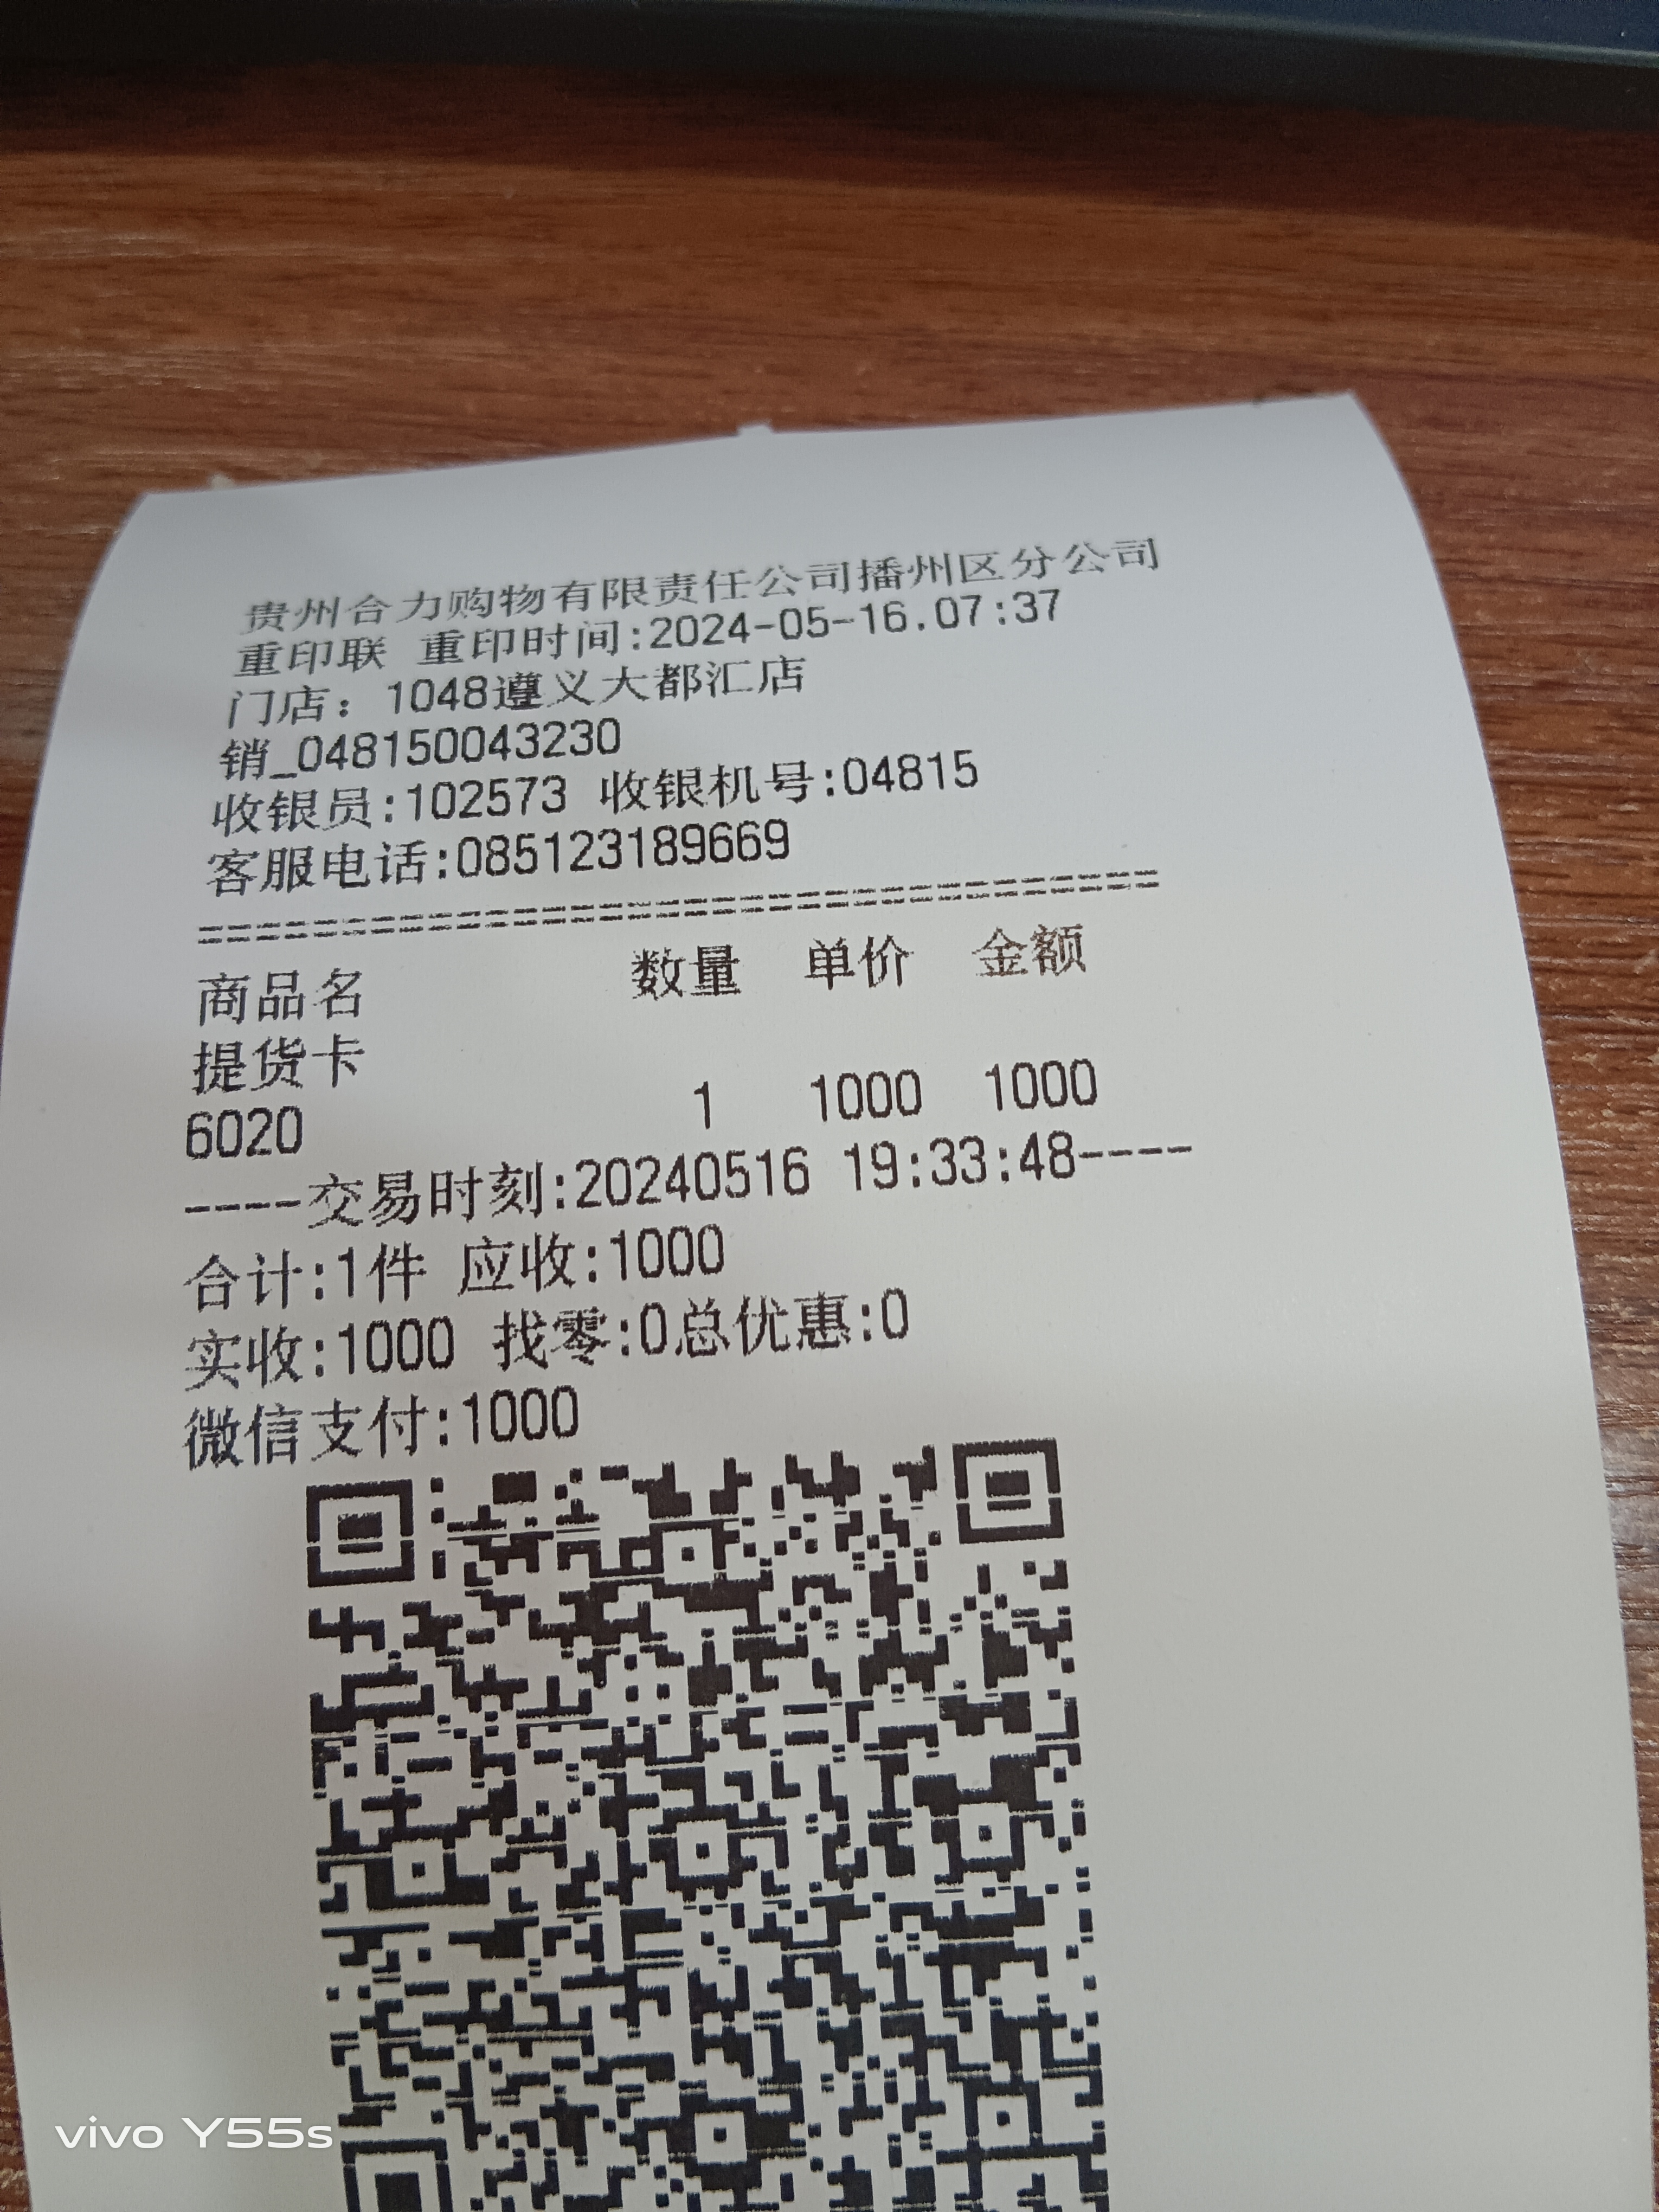 贵州合力购物有限责任公司播州区分公司
重印联 重印时间:2024-05-16.07:37
门店：1048遵义大都汇店
销_048150043230
收银员:102573 收银机号:04815
客服电话:085123189669
==================================
商品名 数量 单价 金额
提货卡
6020 1 1000 1000
----交易时刻:20240516 19:33:48----
合计:1件 应收:1000
实收:1000 找零:0总优惠:0
微信支付:1000
vivo Y55s